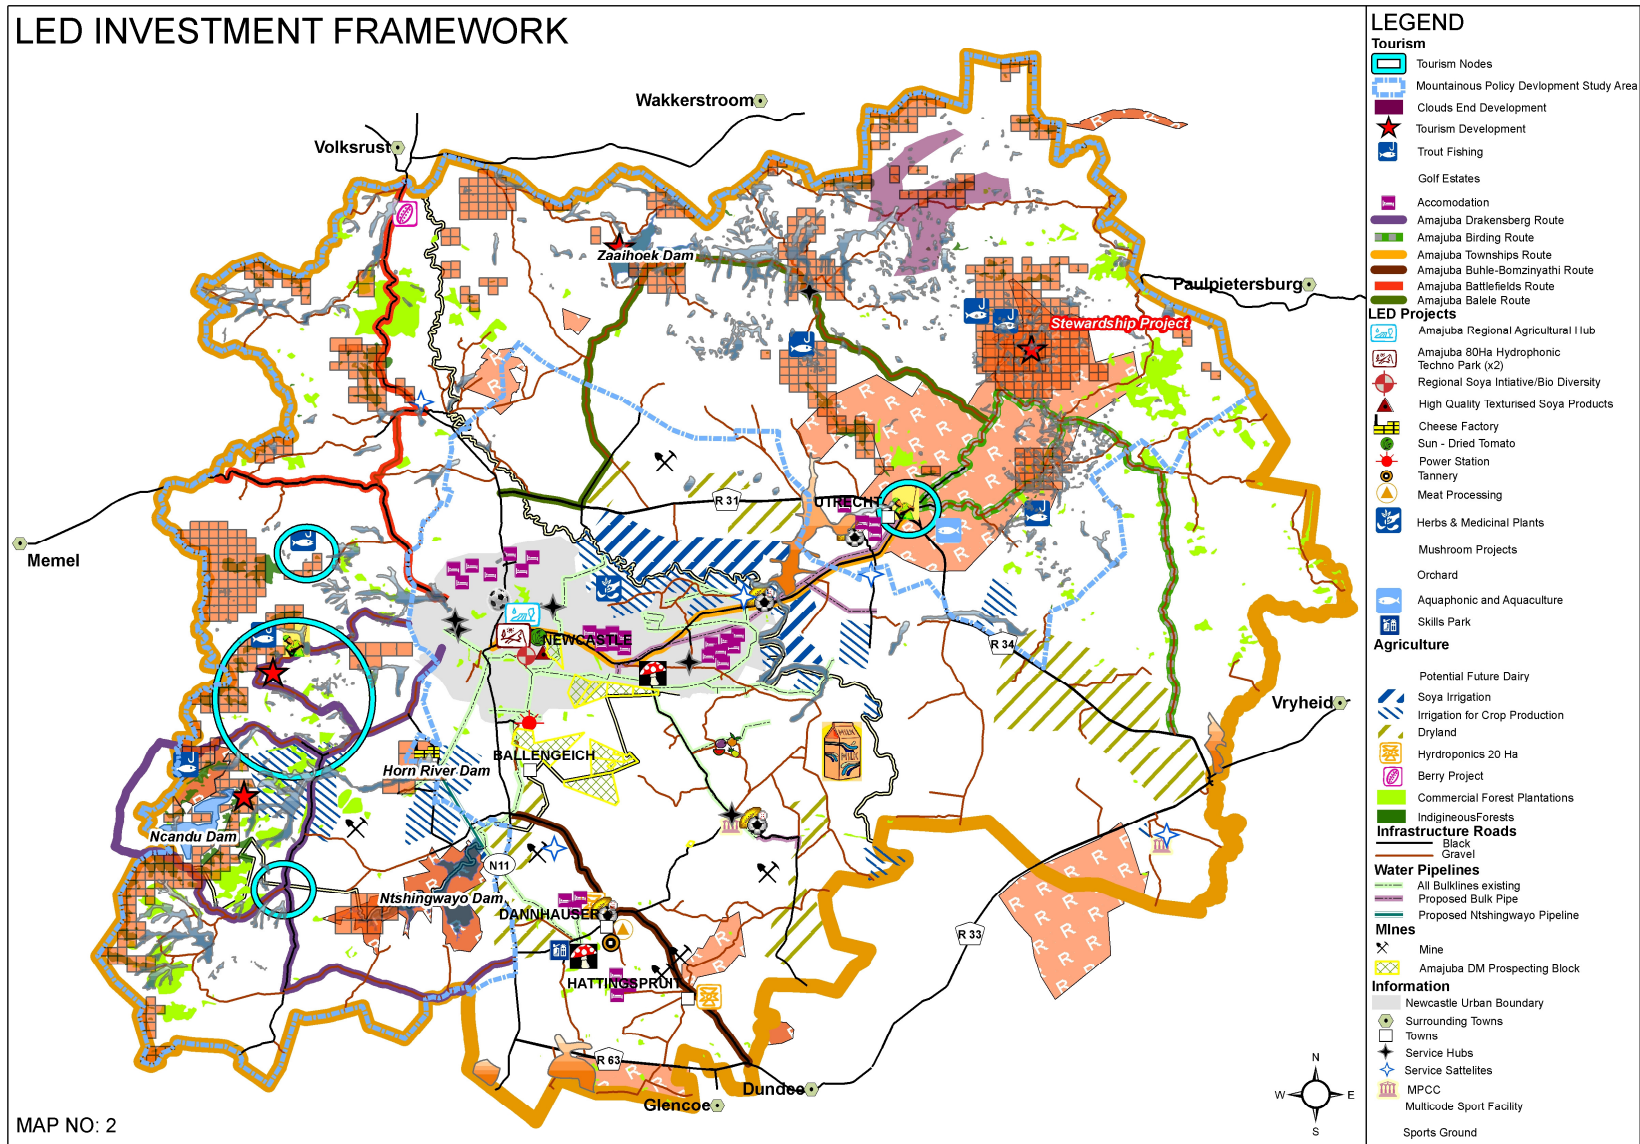 LED INVESTMENT FRAMEWORK
Wakkerstroom
Volksrust
Zaaihoek Dam
Paulpietersburg
Stewardship Project
R 31
UTRECHT
Memel
NEWCASTLE
R 34
Vryheid
MILK
MILK
BALLENGEICH
Horn River Dam
Ncandu Dam
N11
Ntshingwayo Dam
DANNHAUSER
R 33
HATTINGSPRUIT
R 63
Dundee
Glencoe
MAP NO: 2
N
W
E
S
LEGEND
Tourism
Tourism Nodes
Mountainous Policy Devlopment Study Area
Clouds End Development
Tourism Development
Trout Fishing
Golf Estates
Accomodation
Amajuba Drakensberg Route
Amajuba Birding Route
Amajuba Townships Route
Amajuba Buhle-Bomzinyathi Route
Amajuba Battlefields Route
Amajuba Balele Route
LED Projects
Amajuba Regional Agricultural Hub
Amajuba 80Ha Hydrophonic
Techno Park (x2)
Regional Soya Intiative/Bio Diversity
High Quality Texturised Soya Products
Cheese Factory
Sun - Dried Tomato
Power Station
Tannery
Meat Processing
Herbs & Medicinal Plants
Mushroom Projects
Orchard
Aquaphonic and Aquaculture
Skills Park
Agriculture
Potential Future Dairy
Soya Irrigation
Irrigation for Crop Production
Dryland
Hydroponics 20 Ha
Berry Project
Commercial Forest Plantations
IndigineousForests
Infrastructure Roads
Black
Gravel
Water Pipelines
All Bulklines existing
Proposed Bulk Pipe
Proposed Ntshingwayo Pipeline
MInes
Mine
Amajuba DM Prospecting Block
Information
Newcastle Urban Boundary
Surrounding Towns
Towns
Service Hubs
Service Sattelites
MPCC
Multicode Sport Facility
Sports Ground